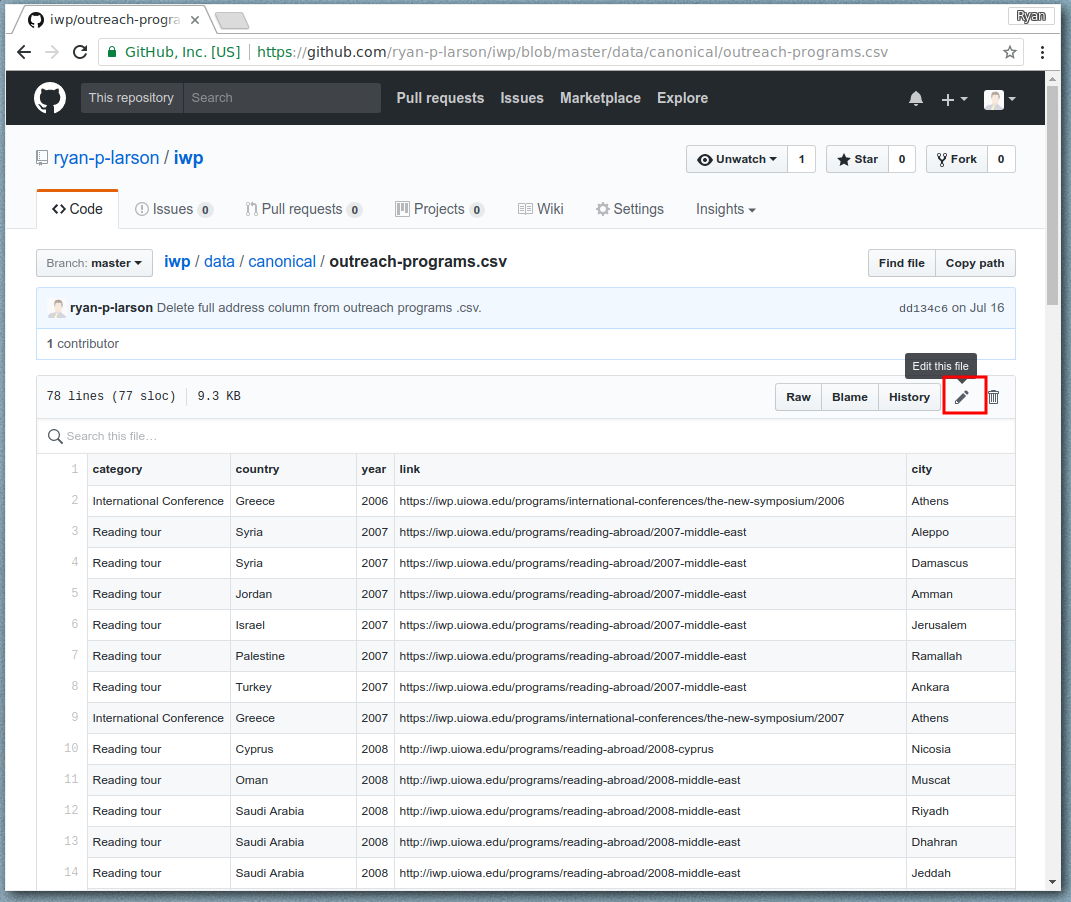 iwp/outreach-progra
Ryan
GitHub, Inc. [US] https://github.com/ryan-p-larson/iwp/blob/master/data/canonical/outreach-programs.csv
This repository Search Pull requests Issues Marketplace Explore
ryan-p-larson / iwp Unwatch 1 Star 0 Fork 0
Code Issues 0 Pull requests 0 Projects 0 Wiki Settings Insights
Branch: master iwp / data / canonical / outreach-programs.csv Find file Copy path
ryan-p-larson Delete full address column from outreach programs .csv. dd134c6 on Jul 16
1 contributor
Edit this file
78 lines (77 sloc) 9.3 KB Raw Blame History
Search this file…
1 category country year link city
2 International Conference Greece 2006 https://iwp.uiowa.edu/programs/international-conferences/the-new-symposium/2006 Athens
3 Reading tour Syria 2007 https://iwp.uiowa.edu/programs/reading-abroad/2007-middle-east Aleppo
4 Reading tour Syria 2007 https://iwp.uiowa.edu/programs/reading-abroad/2007-middle-east Damascus
5 Reading tour Jordan 2007 https://iwp.uiowa.edu/programs/reading-abroad/2007-middle-east Amman
6 Reading tour Israel 2007 https://iwp.uiowa.edu/programs/reading-abroad/2007-middle-east Jerusalem
7 Reading tour Palestine 2007 https://iwp.uiowa.edu/programs/reading-abroad/2007-middle-east Ramallah
8 Reading tour Turkey 2007 https://iwp.uiowa.edu/programs/reading-abroad/2007-middle-east Ankara
9 International Conference Greece 2007 https://iwp.uiowa.edu/programs/international-conferences/the-new-symposium/2007 Athens
10 Reading tour Cyprus 2008 http://iwp.uiowa.edu/programs/reading-abroad/2008-cyprus Nicosia
11 Reading tour Oman 2008 http://iwp.uiowa.edu/programs/reading-abroad/2008-middle-east Muscat
12 Reading tour Saudi Arabia 2008 http://iwp.uiowa.edu/programs/reading-abroad/2008-middle-east Riyadh
13 Reading tour Saudi Arabia 2008 http://iwp.uiowa.edu/programs/reading-abroad/2008-middle-east Dhahran
14 Reading tour Saudi Arabia 2008 http://iwp.uiowa.edu/programs/reading-abroad/2008-middle-east Jeddah